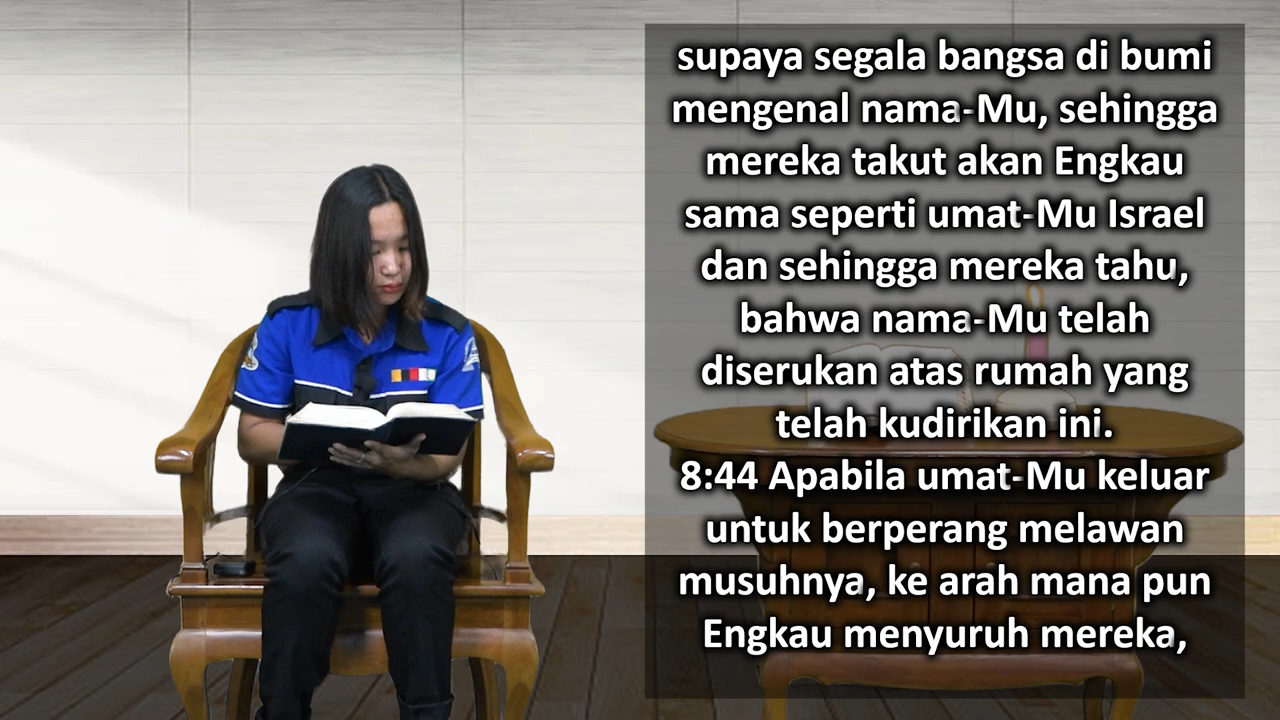 supaya segala bangsa di bumi
mengenal nama-Mu, sehingga
mereka takut akan Engkau
sama seperti umat-Mu Israel
dan sehingga mereka tahu,
bahwa nama-Mu telah
diserukan atas rumah yang
telah kudirikan ini.
8:44 Apabila umat-Mu keluar
untuk berperang melawan
musuhnya, ke arah mana pun
Engkau menyuruh mereka,